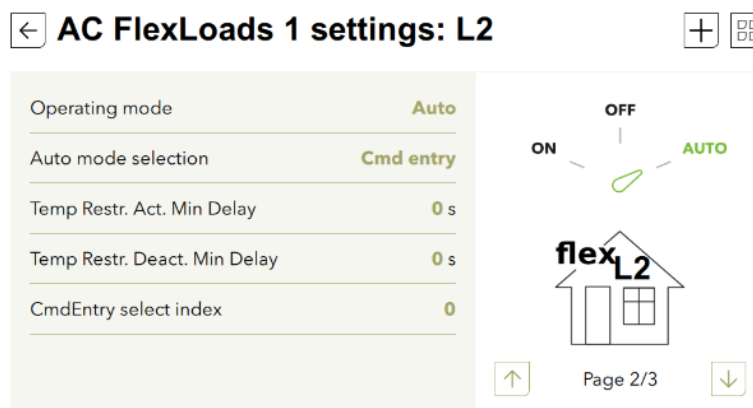 AC FlexLoads 1 settings: L2
Operating mode Auto
Auto mode selection Cmd entry
Temp Restr. Act. Min Delay 0 s
Temp Restr. Deact. Min Delay 0 s
CmdEntry select index 0
OFF
ON AUTO
flex L2
Page 2/3